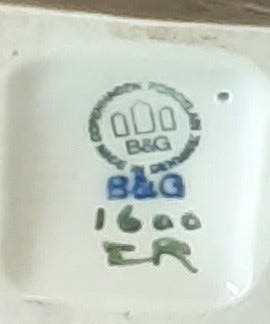 COPENHAGEN PORCELAIN
B&G
MADE IN DENMARK
B&G
1600
ER